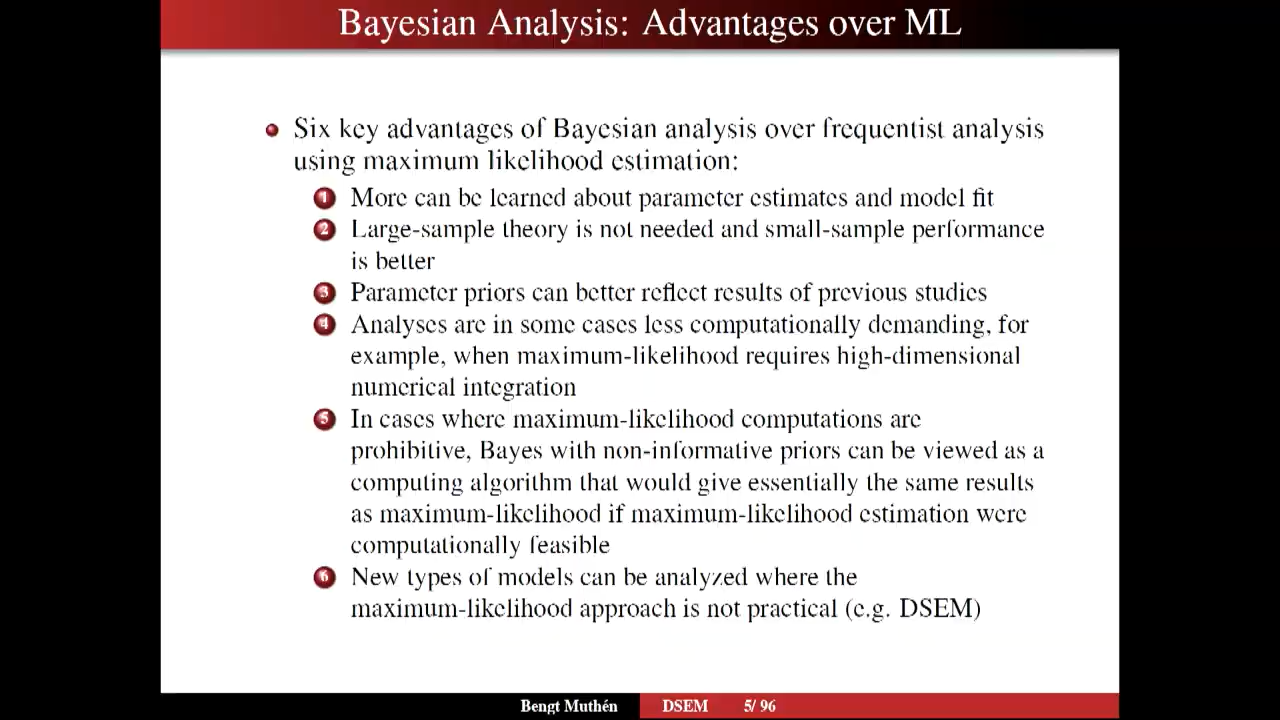 Bayesian Analysis: Advantages over ML
Six key advantages of Bayesian analysis over frequentist analysis
using maximum likelihood estimation:
1 More can be learned about parameter estimates and model fit
2 Large-sample theory is not needed and small-sample performance
is better
3 Parameter priors can better reflect results of previous studies
4 Analyses are in some cases less computationally demanding, for
example, when maximum-likelihood requires high-dimensional
numerical integration
5 In cases where maximum-likelihood computations are
prohibitive, Bayes with non-informative priors can be viewed as a
computing algorithm that would give essentially the same results
as maximum-likelihood if maximum-likelihood estimation were
computationally feasible
6 New types of models can be analyzed where the
maximum-likelihood approach is not practical (e.g. DSEM)
Bengt Muthén DSEM 5/ 96